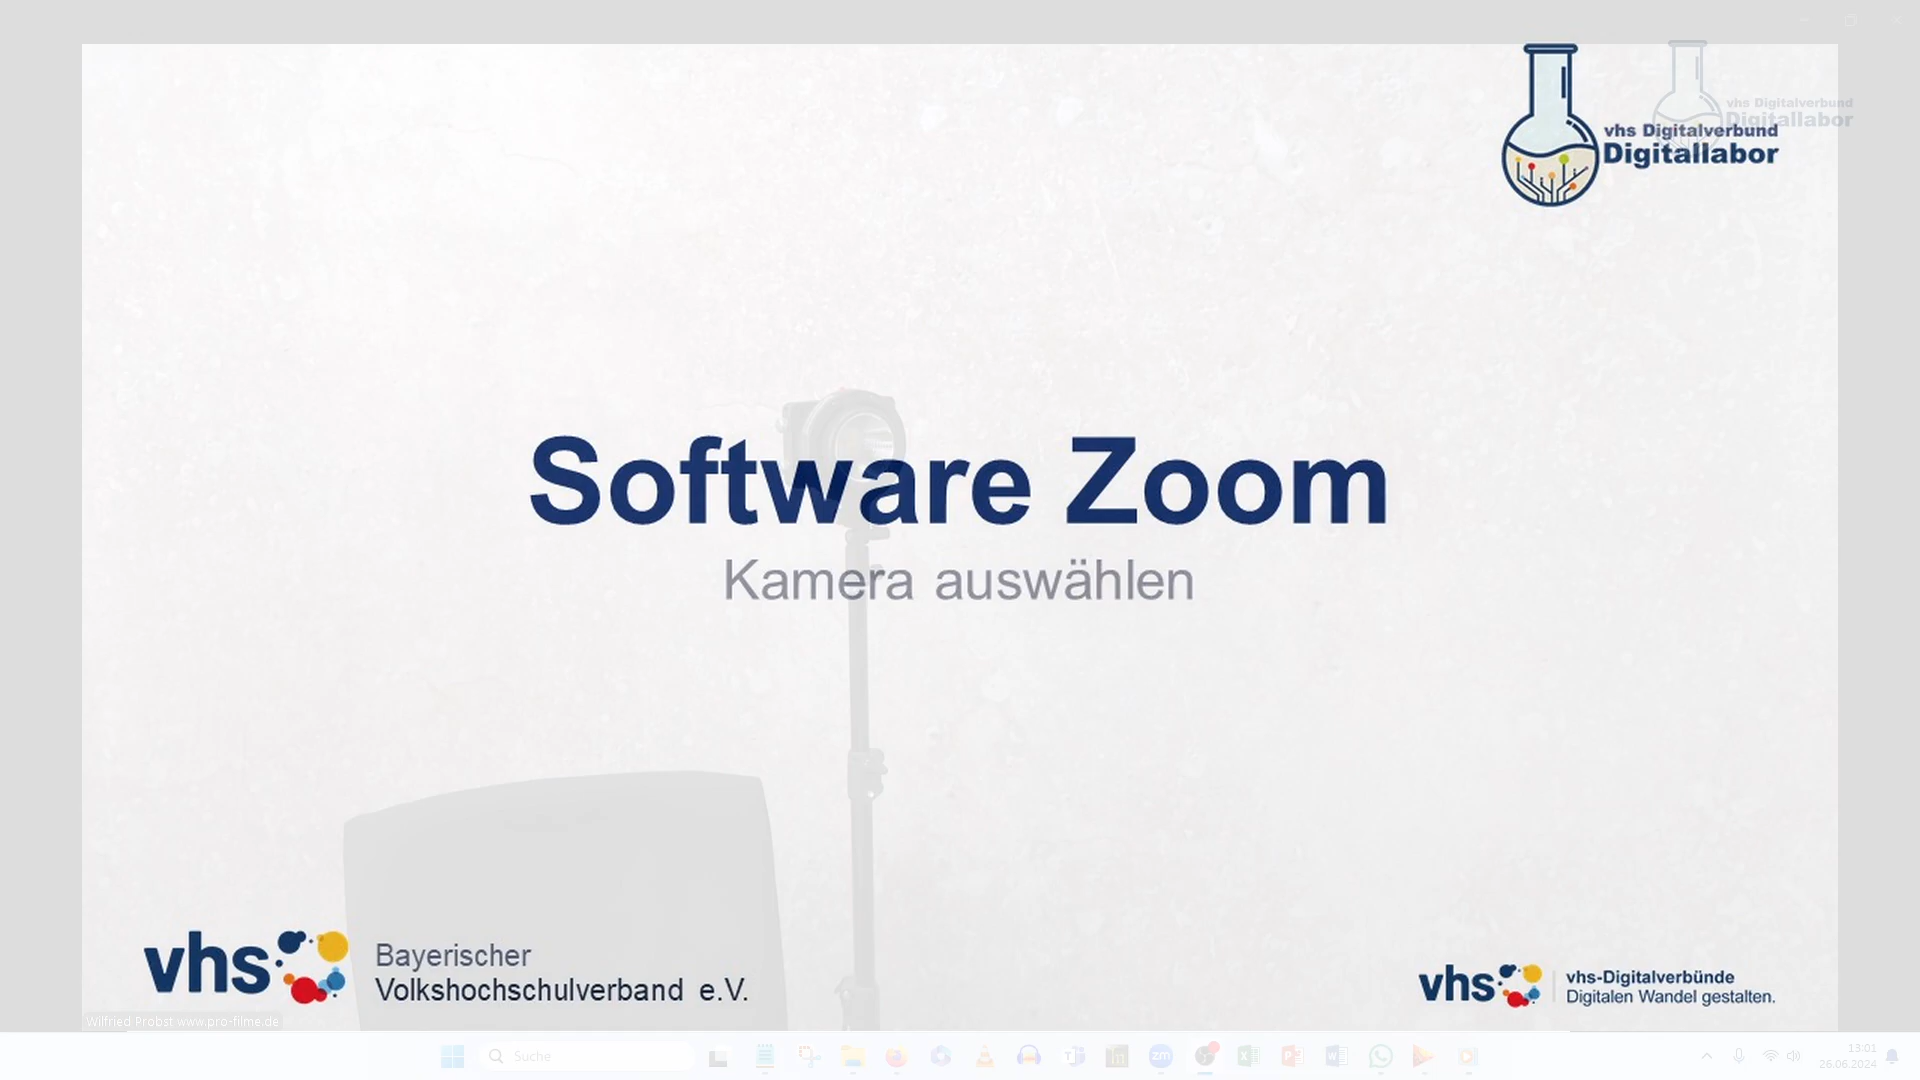 vhs Digitalverbund
Digitallabor
vhs Digitalverbund
Digitallabor
Software Zoom
Kamera auswählen
vhs
Bayerischer
Volkshochschulverband e.V.
vhs
vhs-Digitalverbünde
Digitalen Wandel gestalten.
Wilfried Probst www.pro-filme.de
Suche
zm
13:01
26.06.2024